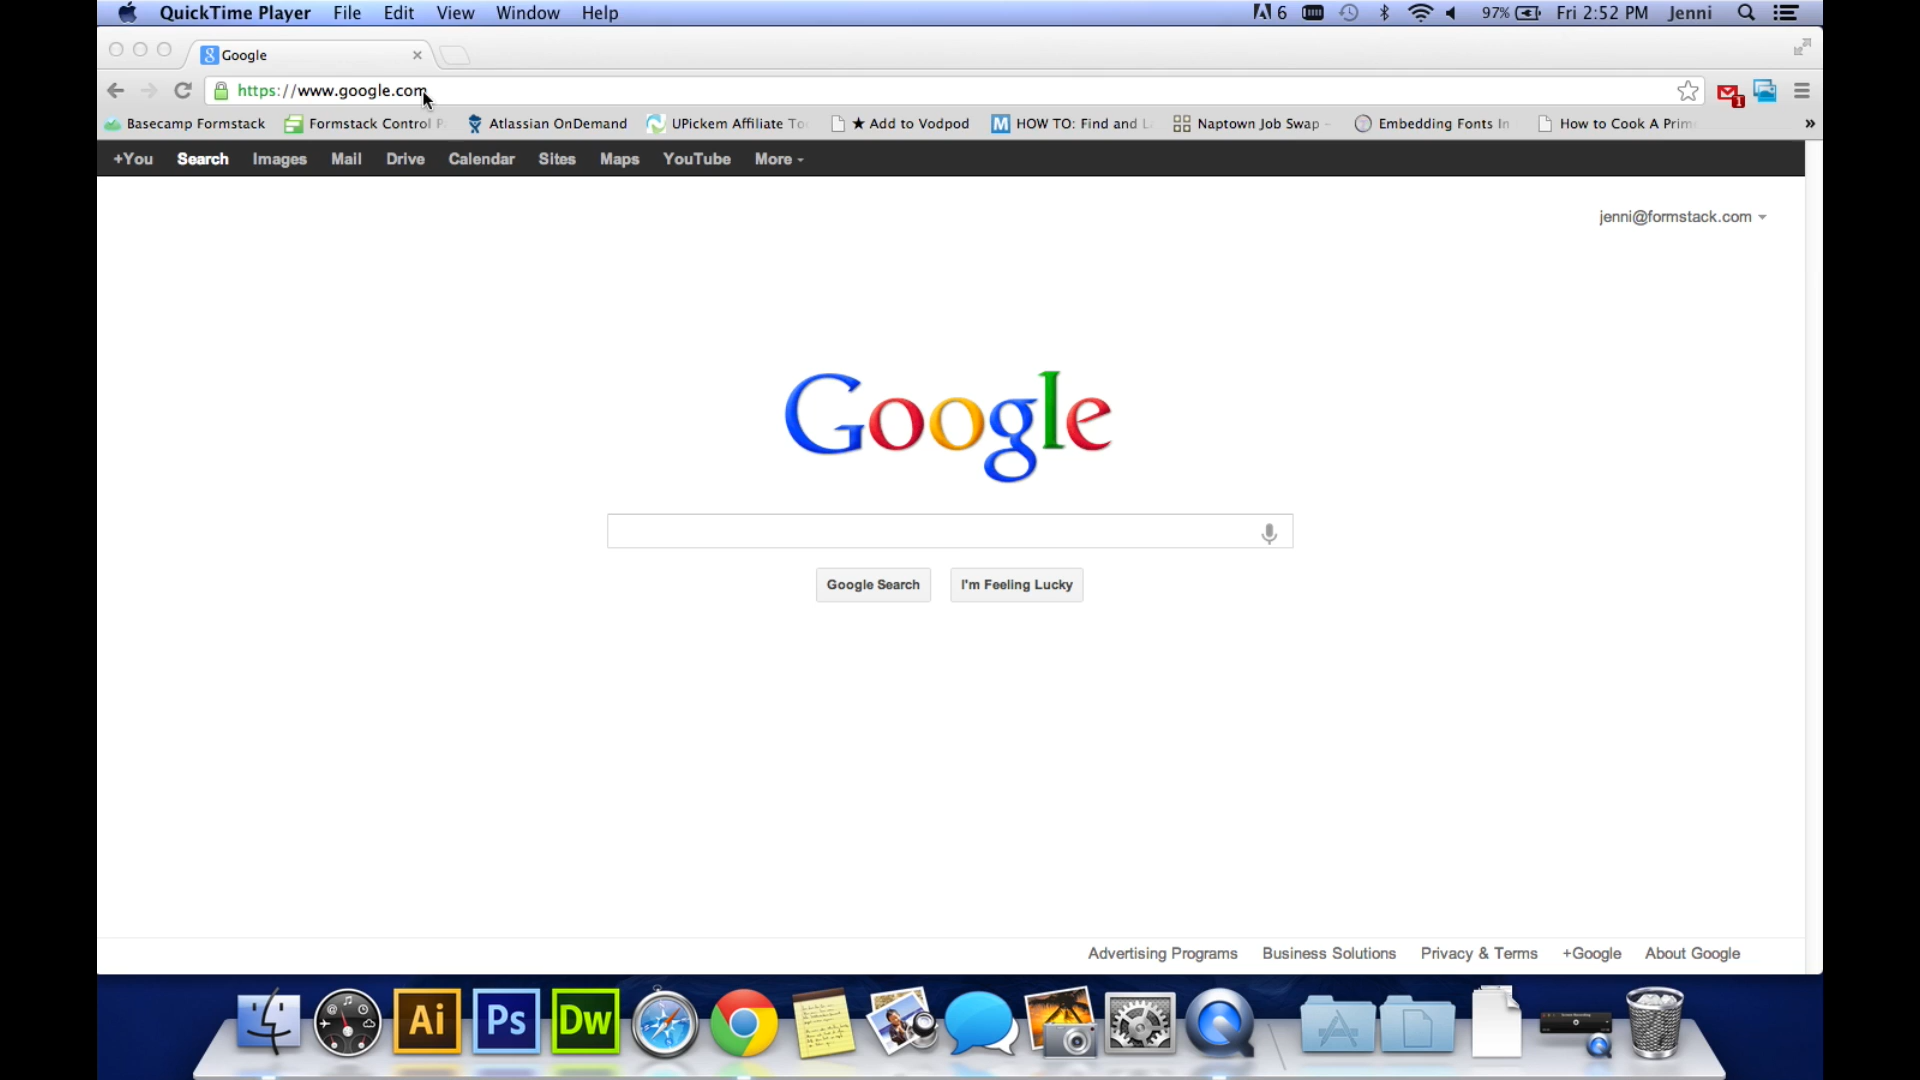 QuickTime Player File Edit View Window Help 6 97% Fri 2:52 PM Jenni
Google
https://www.google.com
1
Basecamp Formstack Formstack Control P Atlassian OnDemand UPickem Affiliate To ★ Add to Vodpod HOW TO: Find and L Naptown Job Swap - Embedding Fonts In How to Cook A Prim »
+You Search Images Mail Drive Calendar Sites Maps YouTube More
jenni@formstack.com
Google
Google Search I'm Feeling Lucky
Advertising Programs Business Solutions Privacy & Terms +Google About Google
Ai Ps Dw